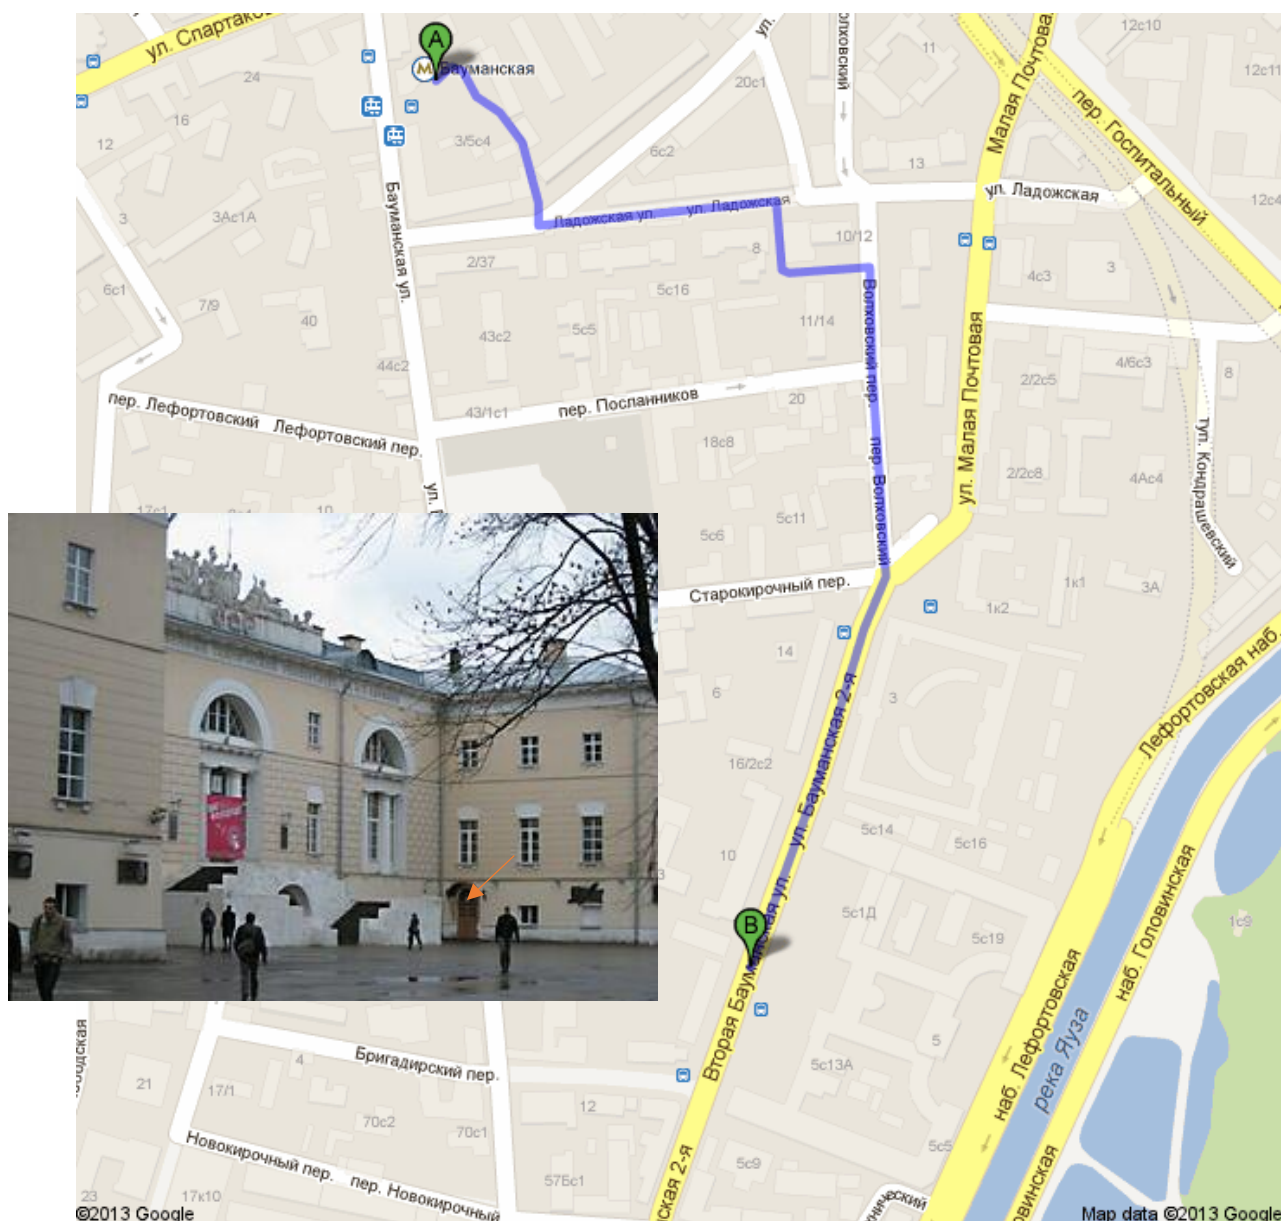 ул. Спартаковская
A
М Бауманская
24
16
12
3/5с4
6с2
20с1
Волховский
11
13
12с10
12с11
12с4
Малая Почтовая
пер. Госпитальный
ул. Ладожская
3
3Ас1А
Бауманская ул.
Ладожская ул.
ул. Ладожская
8
10/12
2/37
5с16
6с1
7/9
40
43с2
5с5
11/14
Волховский пер.
4с3
3
44с2
4/6с3
8
2/2с5
ул. Малая Почтовая
пер. Лефортовский
Лефортовский пер.
43/1с1
пер. Посланников
20
18с8
пер. Волховский
2/2с8
4Ас4
туп. Кондрашевский
17с1
10
5с11
5с6
Старокирочный пер.
1к2
1к1
3А
Лефортовская наб.
14
6
3
16/2с2
ул. Бауманская 2-я
10
5с14
5с16
5с1Д
5с19
B
Вторая Бауманская ул.
наб. Головинская
1с9
наб. Лефортовская
река Яуза
5
5с13А
Бригадирский пер.
4
21
17/1
12
70с2
70с1
Новокирочный пер.
пер. Новокирочный
57Бс1
5с9
5с5
23
17к10
©2013 Google
Map data ©2013 Google